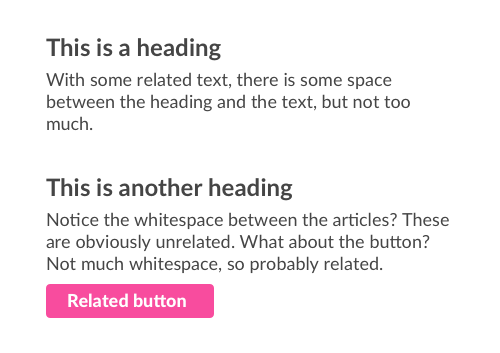 This is a heading
With some related text, there is some space
between the heading and the text, but not too
much.
This is another heading
Notice the whitespace between the articles? These
are obviously unrelated. What about the button?
Not much whitespace, so probably related.
Related button